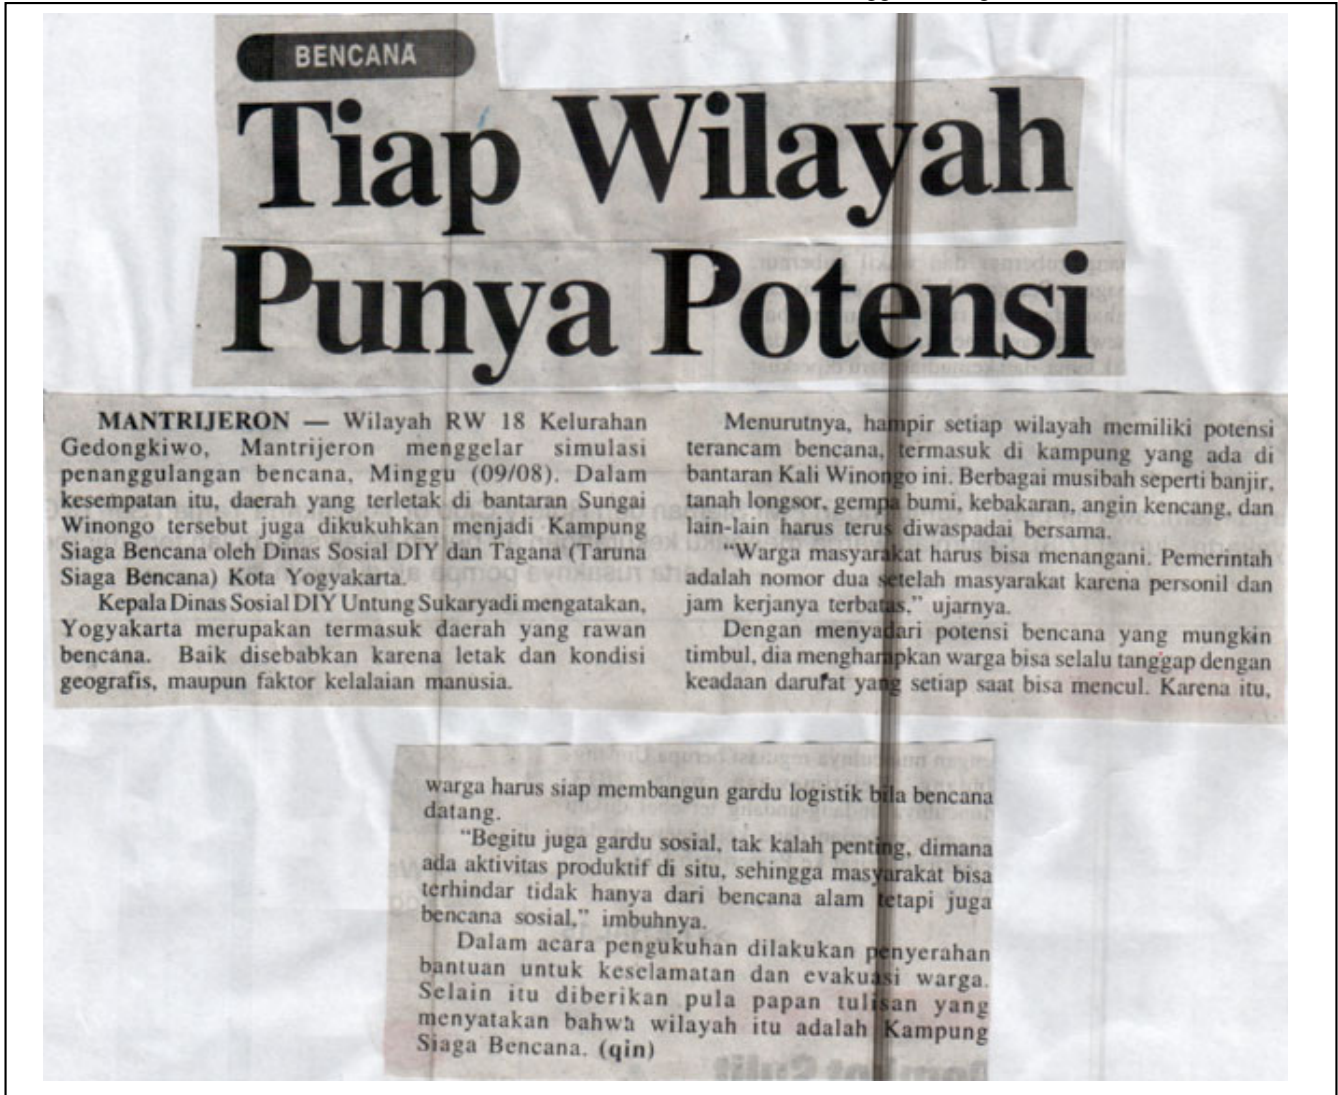 BENCANA
Tiap Wilayah
Punya Potensi
MANTRIJERON — Wilayah RW 18 Kelurahan
Gedongkiwo, Mantrijeron menggelar simulasi
penanggulangan bencana, Minggu (09/08). Dalam
kesempatan itu, daerah yang terletak di bantaran Sungai
Winongo tersebut juga dikukuhkan menjadi Kampung
Siaga Bencana oleh Dinas Sosial DIY dan Tagana (Taruna
Siaga Bencana) Kota Yogyakarta.
Kepala Dinas Sosial DIY Untung Sukaryadi mengatakan,
Yogyakarta merupakan termasuk daerah yang rawan
bencana. Baik disebabkan karena letak dan kondisi
geografis, maupun faktor kelalaian manusia.
Menurutnya, hampir setiap wilayah memiliki potensi
terancam bencana, termasuk di kampung yang ada di
bantaran Kali Winongo ini. Berbagai musibah seperti banjir,
tanah longsor, gempa bumi, kebakaran, angin kencang, dan
lain-lain harus terus diwaspadai bersama.
“Warga masyarakat harus bisa menangani. Pemerintah
adalah nomor dua setelah masyarakat karena personil dan
jam kerjanya terbatas,” ujarnya.
Dengan menyadari potensi bencana yang mungkin
timbul, dia mengharapkan warga bisa selalu tanggap dengan
keadaan darurat yang setiap saat bisa mencul. Karena itu,
warga harus siap membangun gardu logistik bila bencana
datang.
“Begitu juga gardu sosial, tak kalah penting, dimana
ada aktivitas produktif di situ, sehingga masyarakat bisa
terhindar tidak hanya dari bencana alam tetapi juga
bencana sosial,” imbuhnya.
Dalam acara pengukuhan dilakukan penyerahan
bantuan untuk keselamatan dan evakuasi warga.
Selain itu diberikan pula papan tulisan yang
menyatakan bahwa wilayah itu adalah Kampung
Siaga Bencana. (qin)